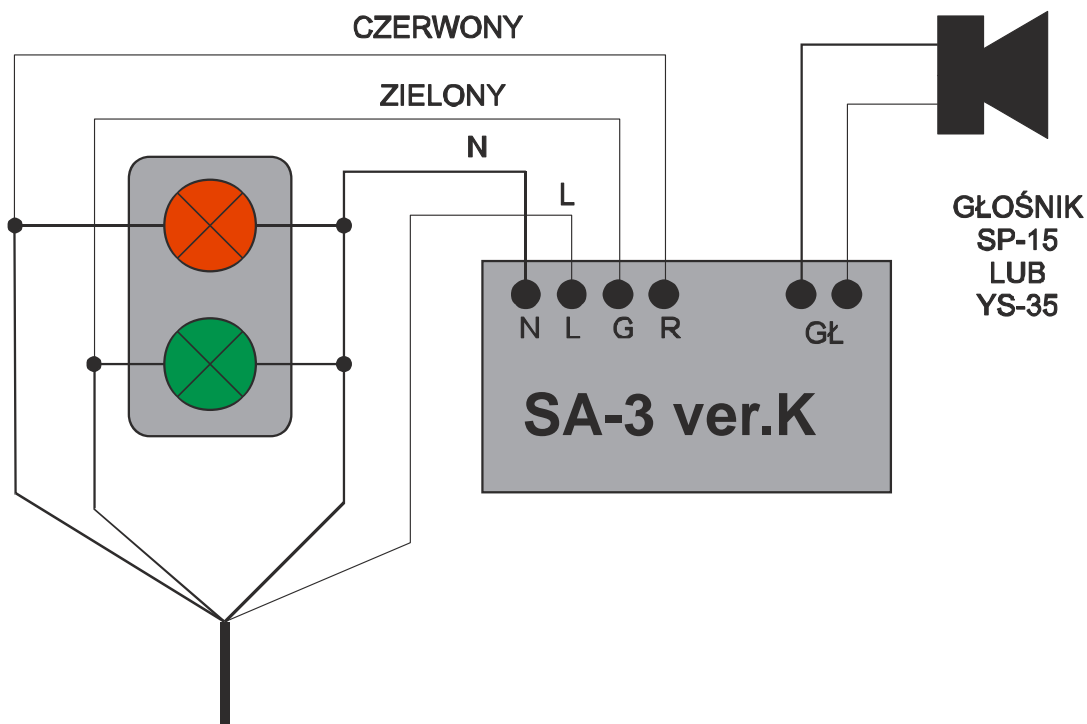 CZERWONY
ZIELONY
N
L
GŁOŚNIK
SP-15
LUB
YS-35
N L G R GŁ
SA-3 ver.K